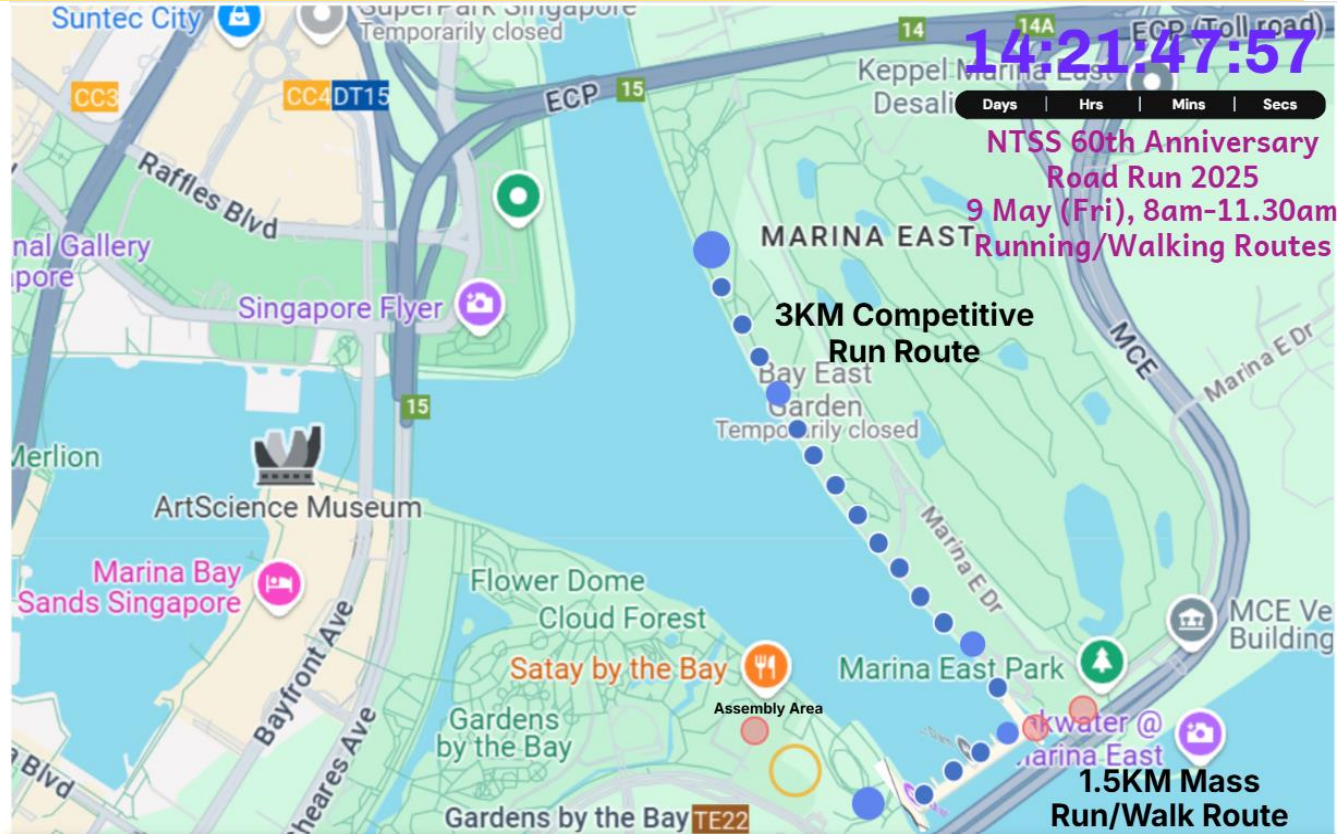 Suntec City
SuperPark Singapore
Temporarily closed
14
14A
ECP (Toll road)
14:21:47:57
Days | Hrs | Mins | Secs
Keppel Marina East
Desali
CC3
CC4 DT15
ECP
15
NTSS 60th Anniversary
Road Run 2025
9 May (Fri), 8am-11.30am
Running/Walking Routes
Raffles Blvd
nal Gallery
apore
MARINA EAST
Singapore Flyer
3KM Competitive
Run Route
MCE
Marina E Dr
Bay East
Garden
Temporarily closed
15
Merlion
ArtScience Museum
Marina E Dr
Marina Bay
Sands Singapore
Flower Dome
Cloud Forest
MCE Ve
Building
Satay by the Bay
Marina East Park
Bayfront Ave
Assembly Area
Gardens
by the Bay
akwater @
Marina East
Blvd
heares Ave
1.5KM Mass
Run/Walk Route
Gardens by the Bay TE22